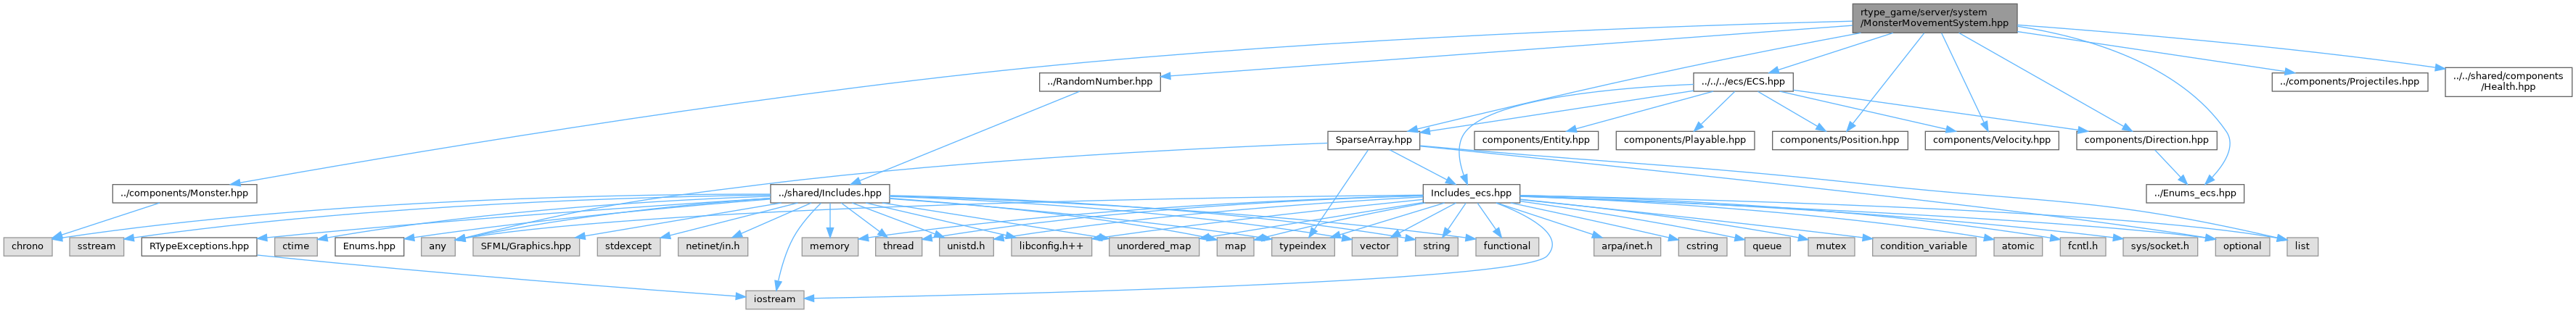 rtype_game/server/system
/MonsterMovementSystem.hpp
../RandomNumber.hpp
../../../ecs/ECS.hpp
../components/Projectiles.hpp
../../shared/components
/Health.hpp
SparseArray.hpp
components/Entity.hpp
components/Playable.hpp
components/Position.hpp
components/Velocity.hpp
components/Direction.hpp
../components/Monster.hpp
../shared/Includes.hpp
Includes_ecs.hpp
../Enums_ecs.hpp
chrono
sstream
RTypeExceptions.hpp
ctime
Enums.hpp
any
SFML/Graphics.hpp
stdexcept
netinet/in.h
memory
thread
unistd.h
libconfig.h++
unordered_map
map
typeindex
vector
string
functional
arpa/inet.h
cstring
queue
mutex
condition_variable
atomic
fcntl.h
sys/socket.h
optional
list
iostream